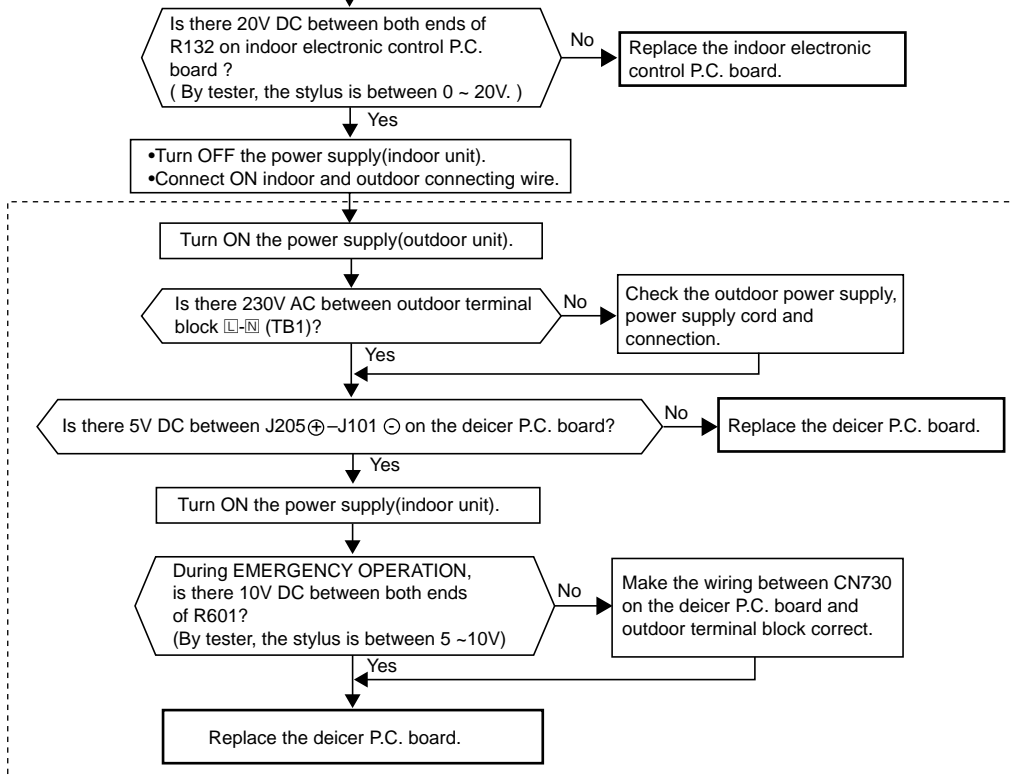 Is there 20V DC between both ends of
R132 on indoor electronic control P.C.
board ?
( By tester, the stylus is between 0 ~ 20V. )
No
Replace the indoor electronic
control P.C. board.
Yes
•Turn OFF the power supply(indoor unit).
•Connect ON indoor and outdoor connecting wire.
Turn ON the power supply(outdoor unit).
Is there 230V AC between outdoor terminal
block L-N (TB1)?
No
Check the outdoor power supply,
power supply cord and
connection.
Yes
Is there 5V DC between J205⊕–J101 ⊖ on the deicer P.C. board?
No
Replace the deicer P.C. board.
Yes
Turn ON the power supply(indoor unit).
During EMERGENCY OPERATION,
is there 10V DC between both ends
of R601?
(By tester, the stylus is between 5 ~10V)
No
Make the wiring between CN730
on the deicer P.C. board and
outdoor terminal block correct.
Yes
Replace the deicer P.C. board.